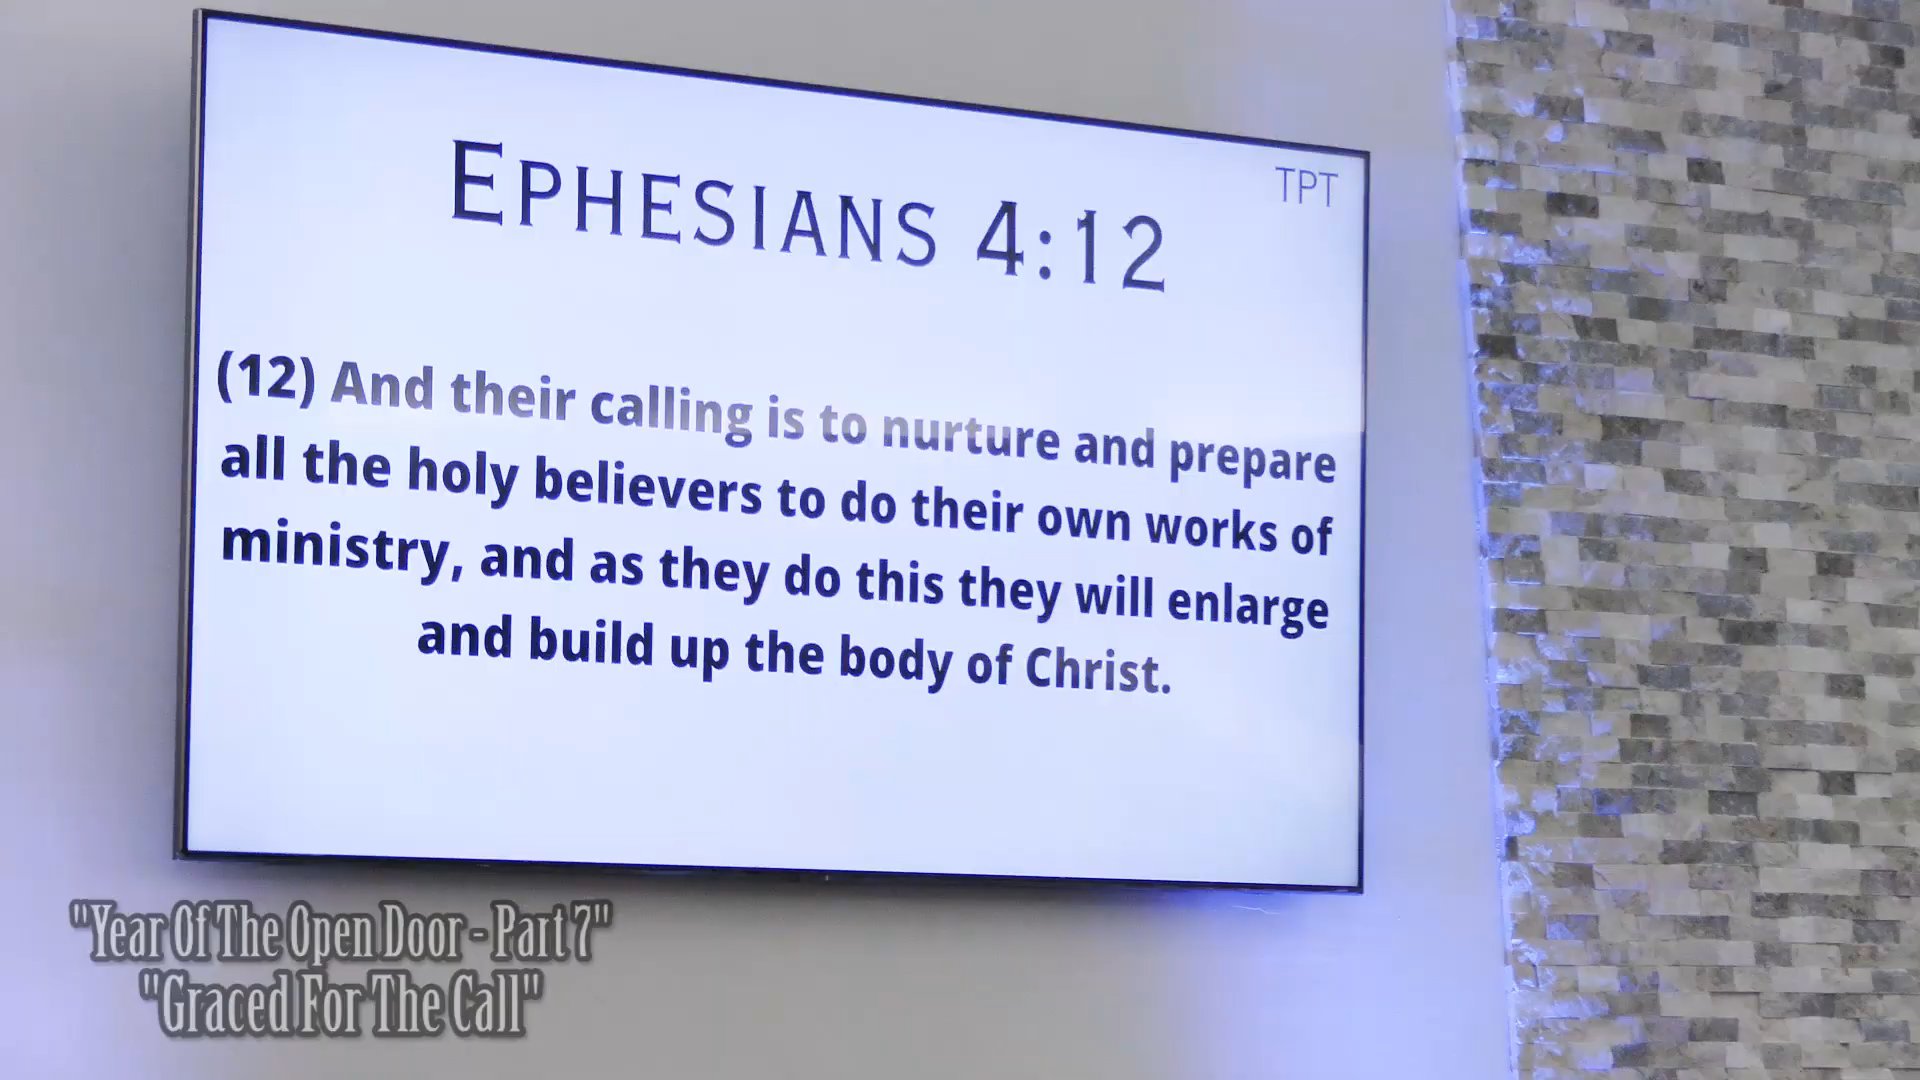 EPHESIANS 4:12
TPT
(12) And their calling is to nurture and prepare
all the holy believers to do their own works of
ministry, and as they do this they will enlarge
and build up the body of Christ.
"Year Of The Open Door - Part 7"
"Graced For The Call"